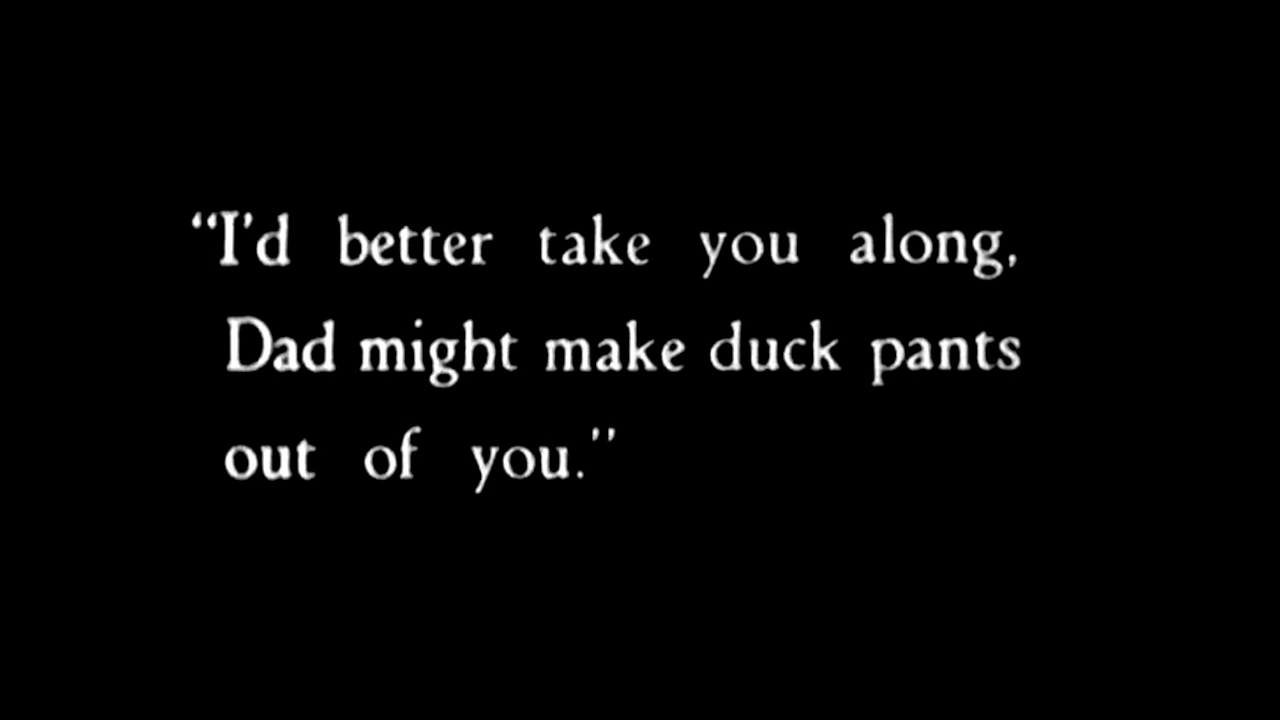 “I'd better take you along,
Dad might make duck pants
out of you.”